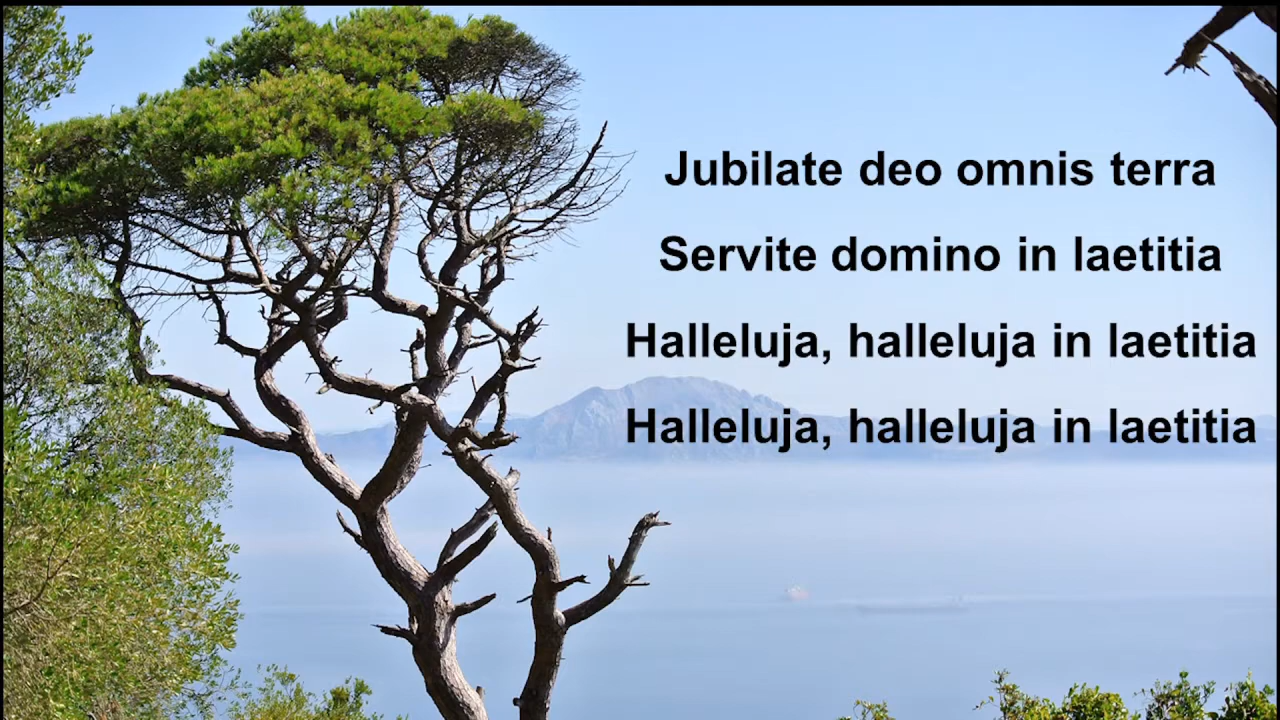 Jubilate deo omnis terra
Servite domino in laetitia
Halleluja, halleluja in laetitia
Halleluja, halleluja in laetitia